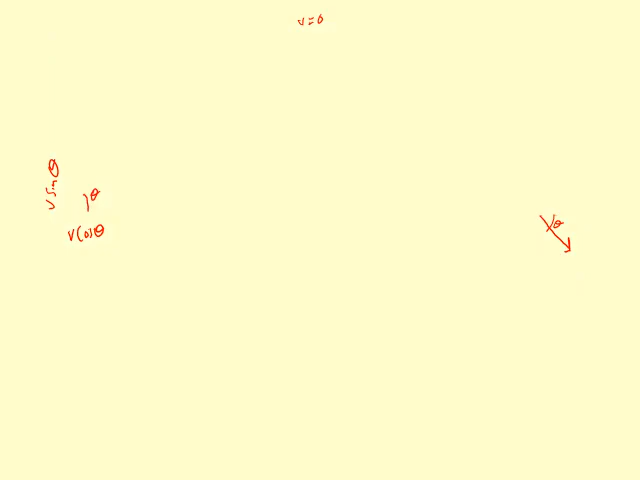 v=0
v sin θ
θ
v cos θ
θ